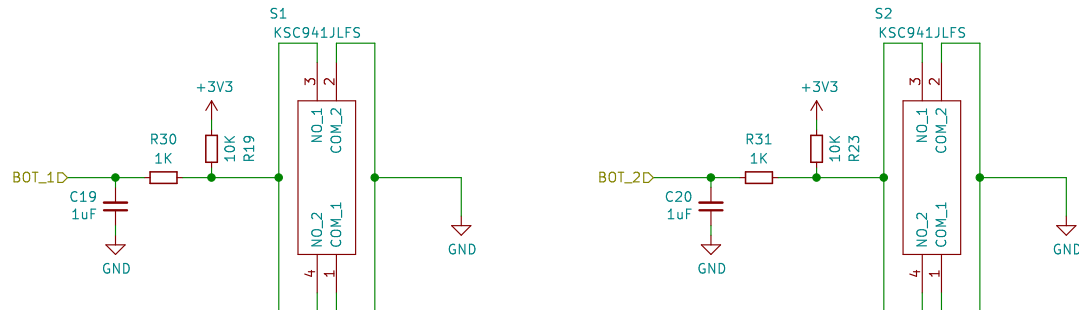 S1
KSC941JLFS
3
2
+3V3
NO_1
COM_2
R30
1K
10K
R19
BOT_1
C19
1uF
NO_2
COM_1
GND
GND
4
1
S2
KSC941JLFS
3
2
+3V3
NO_1
COM_2
R31
1K
10K
R23
BOT_2
C20
1uF
NO_2
COM_1
GND
GND
4
1